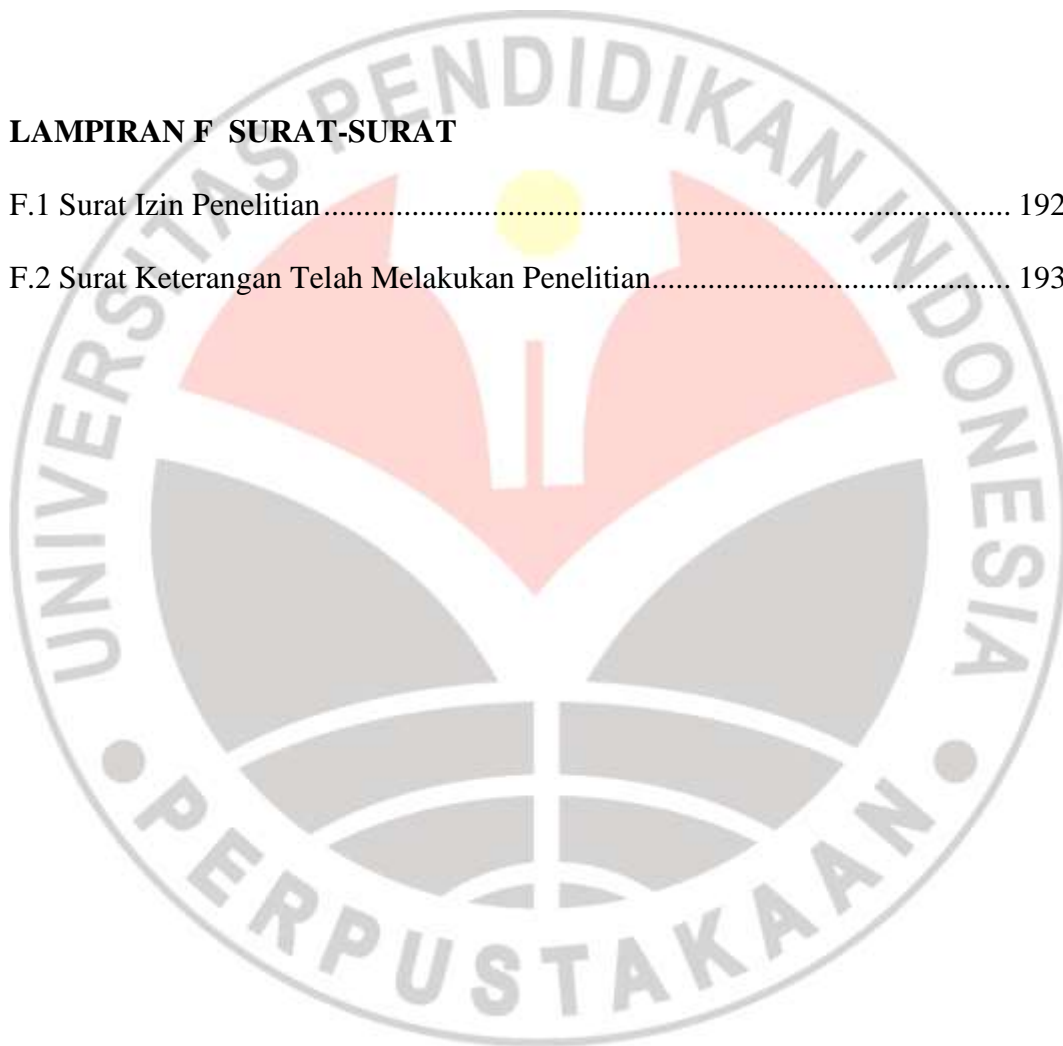 LAMPIRAN F  SURAT-SURAT
F.1 Surat Izin Penelitian....................................................................................................... 192
F.2 Surat Keterangan Telah Melakukan Penelitian..................................................... 193
UNIVERSITAS PENDIDIKAN INDONESIA
PERPUSTAKAAN